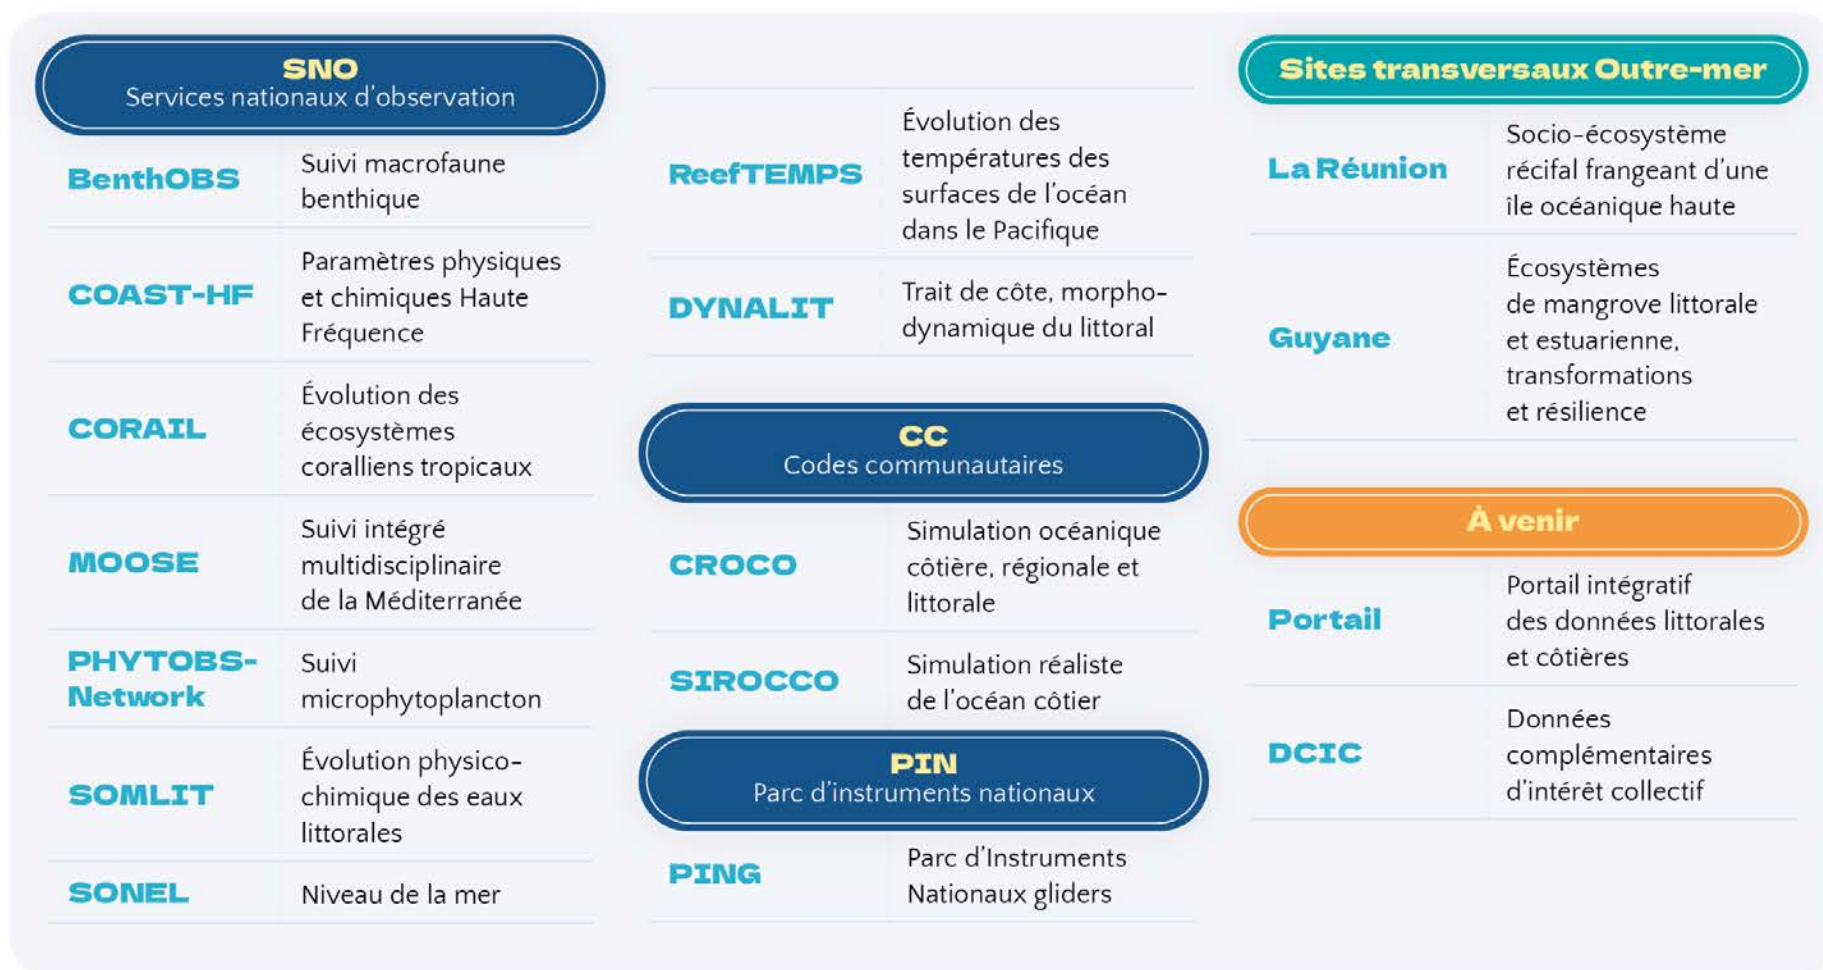 SNO
Services nationaux d'observation
BenthOBS
Suivi macrofaune
benthique
COAST-HF
Paramètres physiques
et chimiques Haute
Fréquence
CORAIL
Évolution des
écosystèmes
coralliens tropicaux
MOOSE
Suivi intégré
multidisciplinaire
de la Méditerranée
PHYTOBS-
Network
Suivi
microphytoplancton
SOMLIT
Évolution physico-
chimique des eaux
littorales
SONEL
Niveau de la mer
ReefTEMPS
Évolution des
températures des
surfaces de l'océan
dans le Pacifique
DYNALIT
Trait de côte, morpho-
dynamique du littoral
CC
Codes communautaires
CROCO
Simulation océanique
côtière, régionale et
littorale
SIROCCO
Simulation réaliste
de l'océan côtier
PIN
Parc d'instruments nationaux
PING
Parc d'Instruments
Nationaux gliders
Sites transversaux Outre-mer
La Réunion
Socio-écosystème
récifal frangeant d'une
île océanique haute
Guyane
Écosystèmes
de mangrove littorale
et estuarienne,
transformations
et résilience
À venir
Portail
Portail intégratif
des données littorales
et côtières
DCIC
Données
complémentaires
d'intérêt collectif